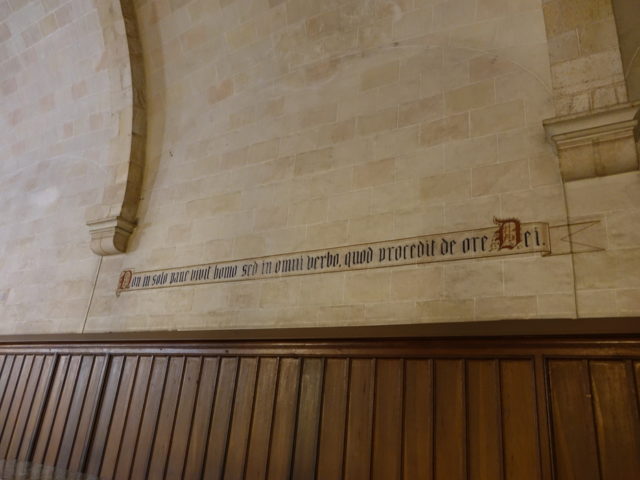 Non in solo pane vivit homo sed in omni verbo, quod procedit de ore Dei.